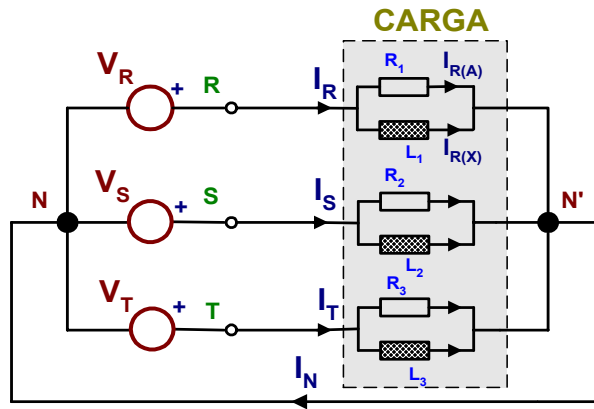 CARGA
V_R + R I_R R_1 I_R(A)
L_1 I_R(X)
N V_S + S I_S R_2 N'
L_2
V_T + T I_T R_3
L_3
I_N